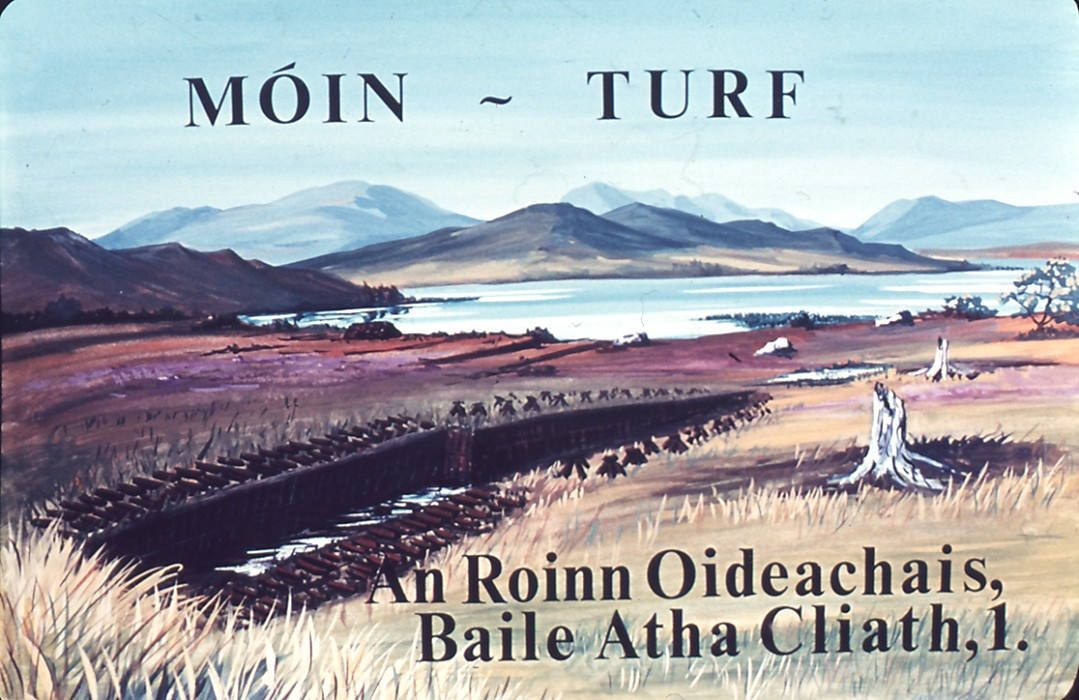 MÓIN ~ TURF
An Roinn Oideachais,
Baile Atha Cliath,1.